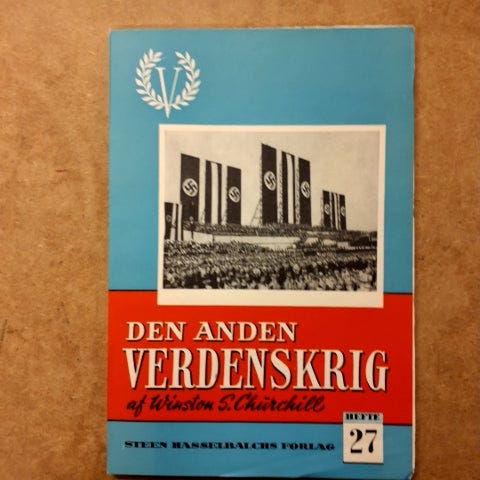 V
DEN ANDEN
VERDENSKRIG
af Winston S. Churchill
HEFTE
27
STEEN HASSELBALCHS FORLAG